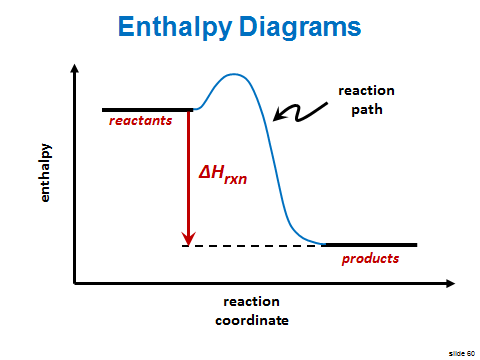 Enthalpy Diagrams
reaction
path
reactants
ΔHrxn
enthalpy
products
reaction
coordinate
slide 60